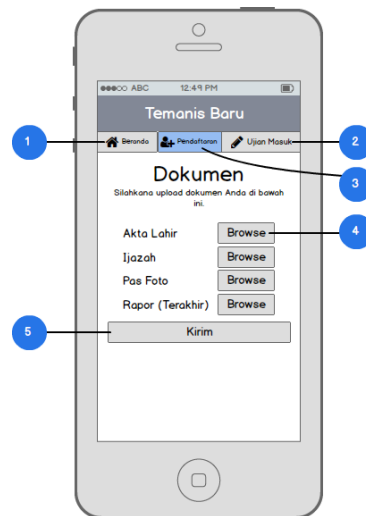 ABC 12:49 PM
Temanis Baru
Beranda Pendaftaran Ujian Masuk
1
2
3
Dokumen
Silahkana upload dokumen Anda di bawah
ini.
Akta Lahir Browse
4
Ijazah Browse
Pas Foto Browse
Rapor (Terakhir) Browse
5
Kirim